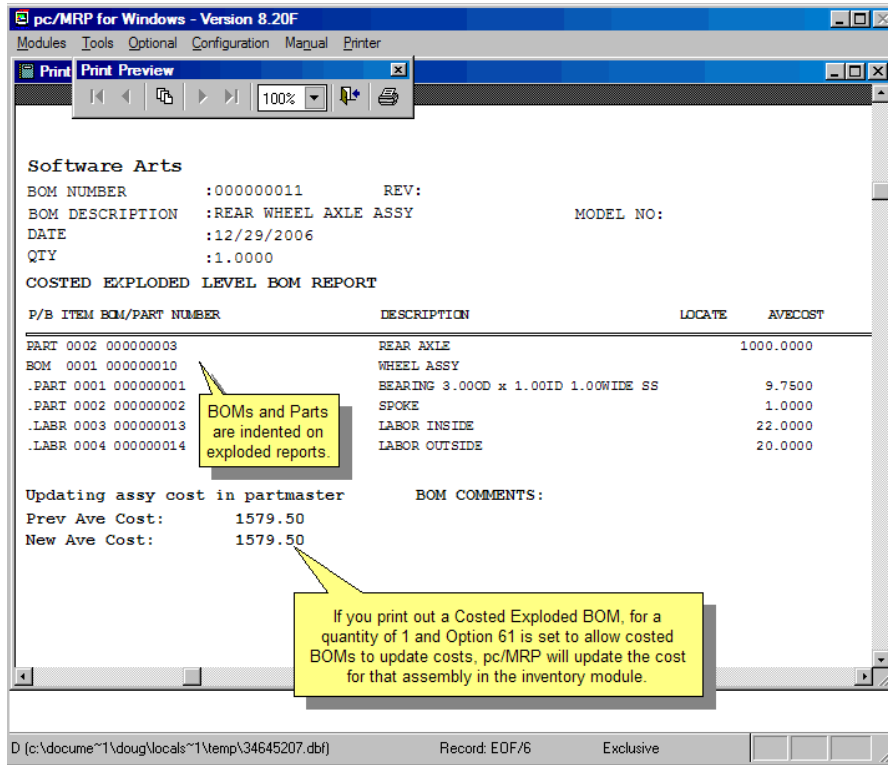 pc/MRP for Windows - Version 8.20F
Modules Tools Optional Configuration Manual Printer
Print Print Preview
100%
Software Arts
BOM NUMBER :000000011 REV:
BOM DESCRIPTION :REAR WHEEL AXLE ASSY MODEL NO:
DATE :12/29/2006
QTY :1.0000
COSTED EXPLODED LEVEL BOM REPORT
P/B ITEM BOM/PART NUMBER DESCRIPTION LOCATE AVECOST
PART 0002 000000003 REAR AXLE 1000.0000
BOM 0001 000000010 WHEEL ASSY
.PART 0001 000000001 BEARING 3.00OD x 1.00ID 1.00WIDE SS 9.7500
.PART 0002 000000002 SPOKE 1.0000
.LABR 0003 000000013 LABOR INSIDE 22.0000
.LABR 0004 000000014 LABOR OUTSIDE 20.0000
BOMs and Parts
are indented on
exploded reports.
Updating assy cost in partmaster BOM COMMENTS:
Prev Ave Cost: 1579.50
New Ave Cost: 1579.50
If you print out a Costed Exploded BOM, for a
quantity of 1 and Option 61 is set to allow costed
BOMs to update costs, pc/MRP will update the cost
for that assembly in the inventory module.
D (c:\docume~1\doug\locals~1\temp\34645207.dbf) Record: EOF/6 Exclusive